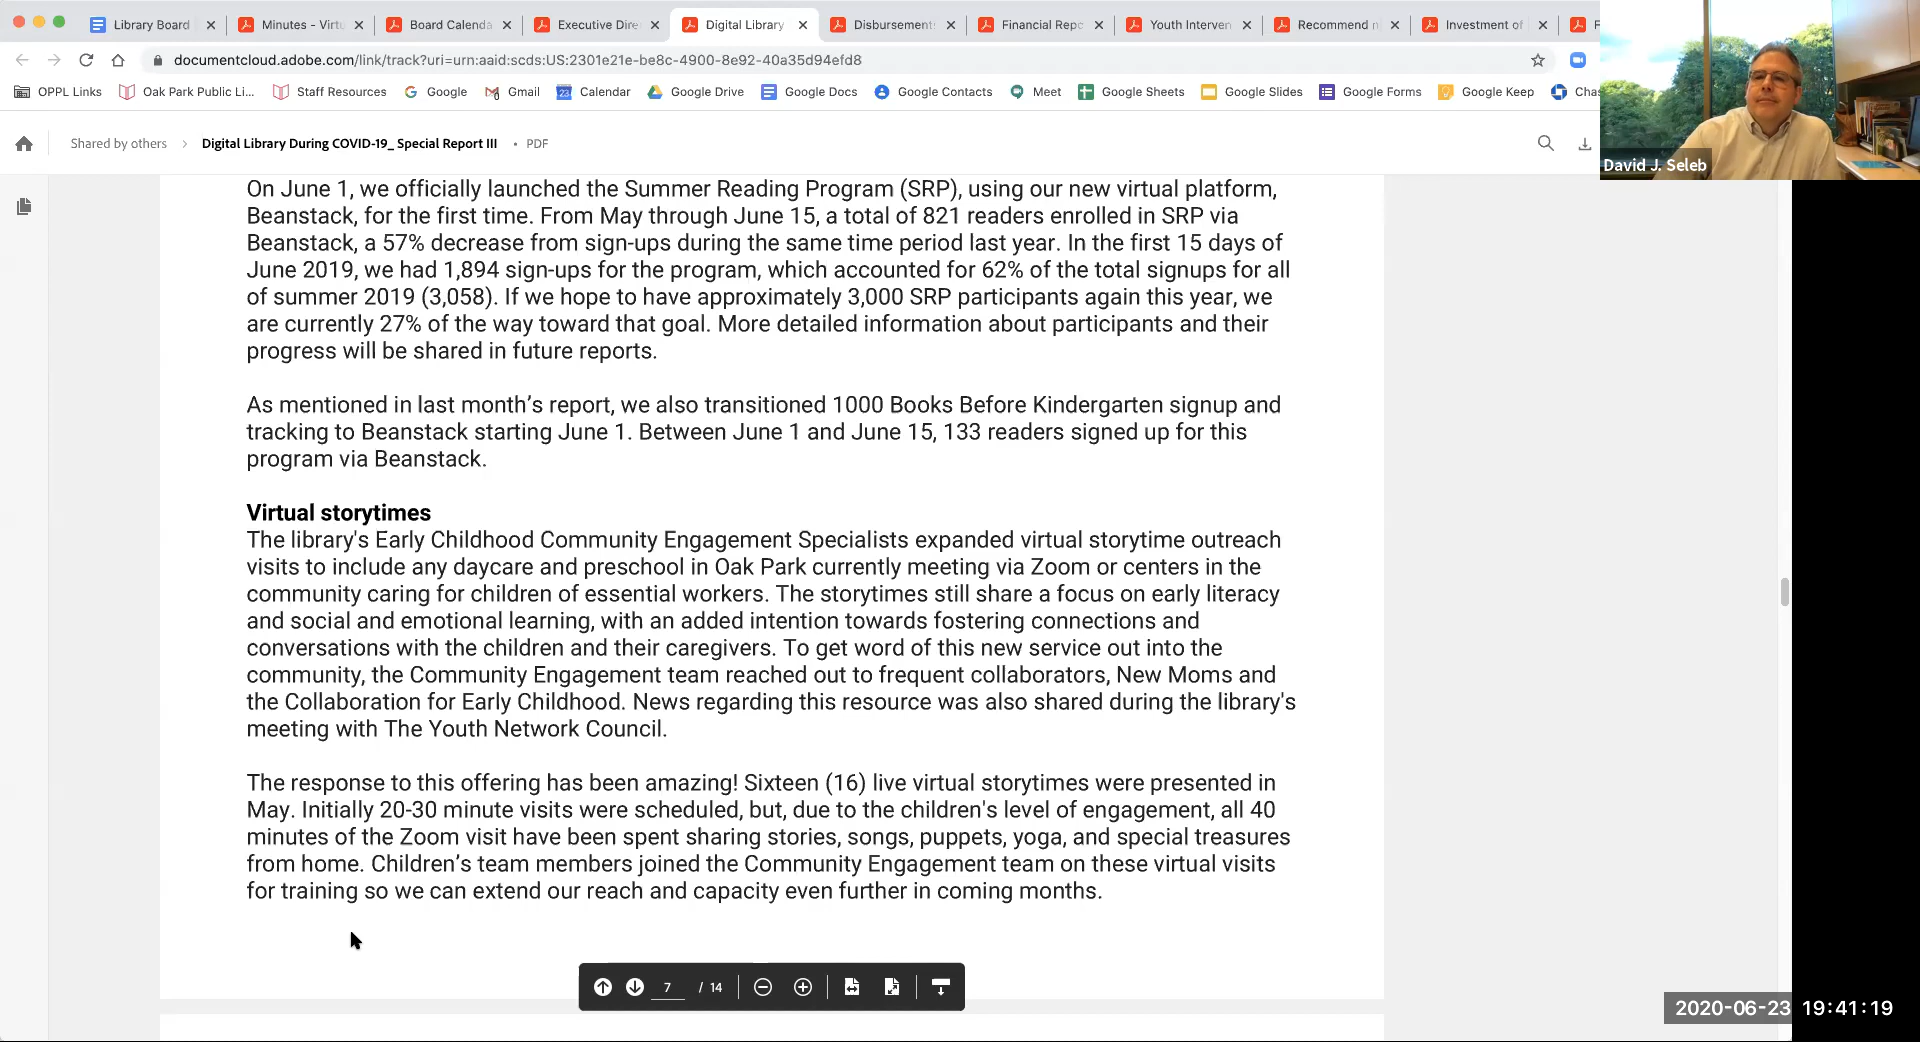 Library Board
Minutes - Virtu
Board Calenda
Executive Dire
Digital Library
Disbursement
Financial Repo
Youth Interven
Recommend n
Investment of
F
documentcloud.adobe.com/link/track?uri=urn:aaid:scds:US:2301e21e-be8c-4900-8e92-40a35d94efd8
OPPL Links
Oak Park Public Li...
Staff Resources
Google
Gmail
Calendar
Google Drive
Google Docs
Google Contacts
Meet
Google Sheets
Google Slides
Google Forms
Google Keep
Chas
Shared by others > Digital Library During COVID-19_ Special Report III • PDF
David J. Seleb
On June 1, we officially launched the Summer Reading Program (SRP), using our new virtual platform,
Beanstack, for the first time. From May through June 15, a total of 821 readers enrolled in SRP via
Beanstack, a 57% decrease from sign-ups during the same time period last year. In the first 15 days of
June 2019, we had 1,894 sign-ups for the program, which accounted for 62% of the total signups for all
of summer 2019 (3,058). If we hope to have approximately 3,000 SRP participants again this year, we
are currently 27% of the way toward that goal. More detailed information about participants and their
progress will be shared in future reports.
As mentioned in last month’s report, we also transitioned 1000 Books Before Kindergarten signup and
tracking to Beanstack starting June 1. Between June 1 and June 15, 133 readers signed up for this
program via Beanstack.
Virtual storytimes
The library's Early Childhood Community Engagement Specialists expanded virtual storytime outreach
visits to include any daycare and preschool in Oak Park currently meeting via Zoom or centers in the
community caring for children of essential workers. The storytimes still share a focus on early literacy
and social and emotional learning, with an added intention towards fostering connections and
conversations with the children and their caregivers. To get word of this new service out into the
community, the Community Engagement team reached out to frequent collaborators, New Moms and
the Collaboration for Early Childhood. News regarding this resource was also shared during the library's
meeting with The Youth Network Council.
The response to this offering has been amazing! Sixteen (16) live virtual storytimes were presented in
May. Initially 20-30 minute visits were scheduled, but, due to the children's level of engagement, all 40
minutes of the Zoom visit have been spent sharing stories, songs, puppets, yoga, and special treasures
from home. Children’s team members joined the Community Engagement team on these virtual visits
for training so we can extend our reach and capacity even further in coming months.
7 / 14
2020-06-23 19:41:19